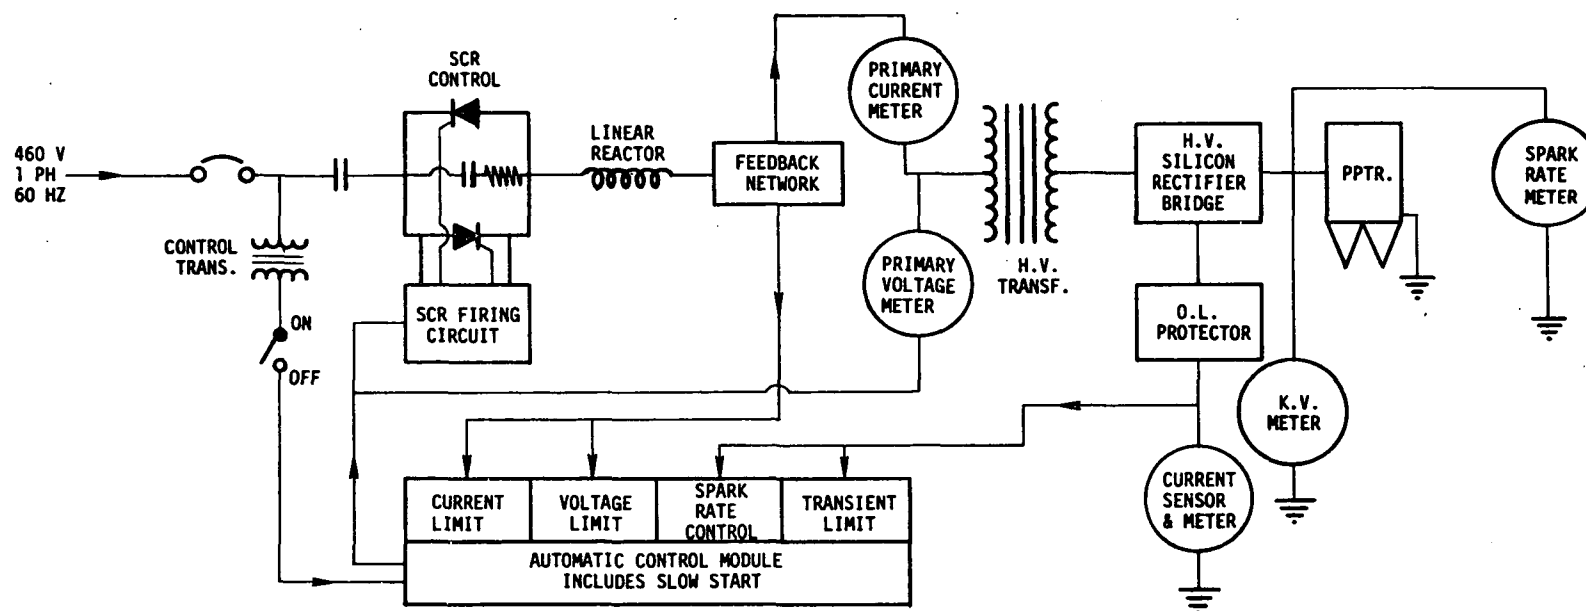 SCR
CONTROL
460 V
1 PH
60 HZ
LINEAR
REACTOR
FEEDBACK
NETWORK
PRIMARY
CURRENT
METER
H.V.
SILICON
RECTIFIER
BRIDGE
PPTR.
SPARK
RATE
METER
CONTROL
TRANS.
SCR FIRING
CIRCUIT
PRIMARY
VOLTAGE
METER
H.V.
TRANSF.
O.L.
PROTECTOR
ON
OFF
K.V.
METER
CURRENT
LIMIT
VOLTAGE
LIMIT
SPARK
RATE
CONTROL
TRANSIENT
LIMIT
CURRENT
SENSOR
& METER
AUTOMATIC CONTROL MODULE
INCLUDES SLOW START